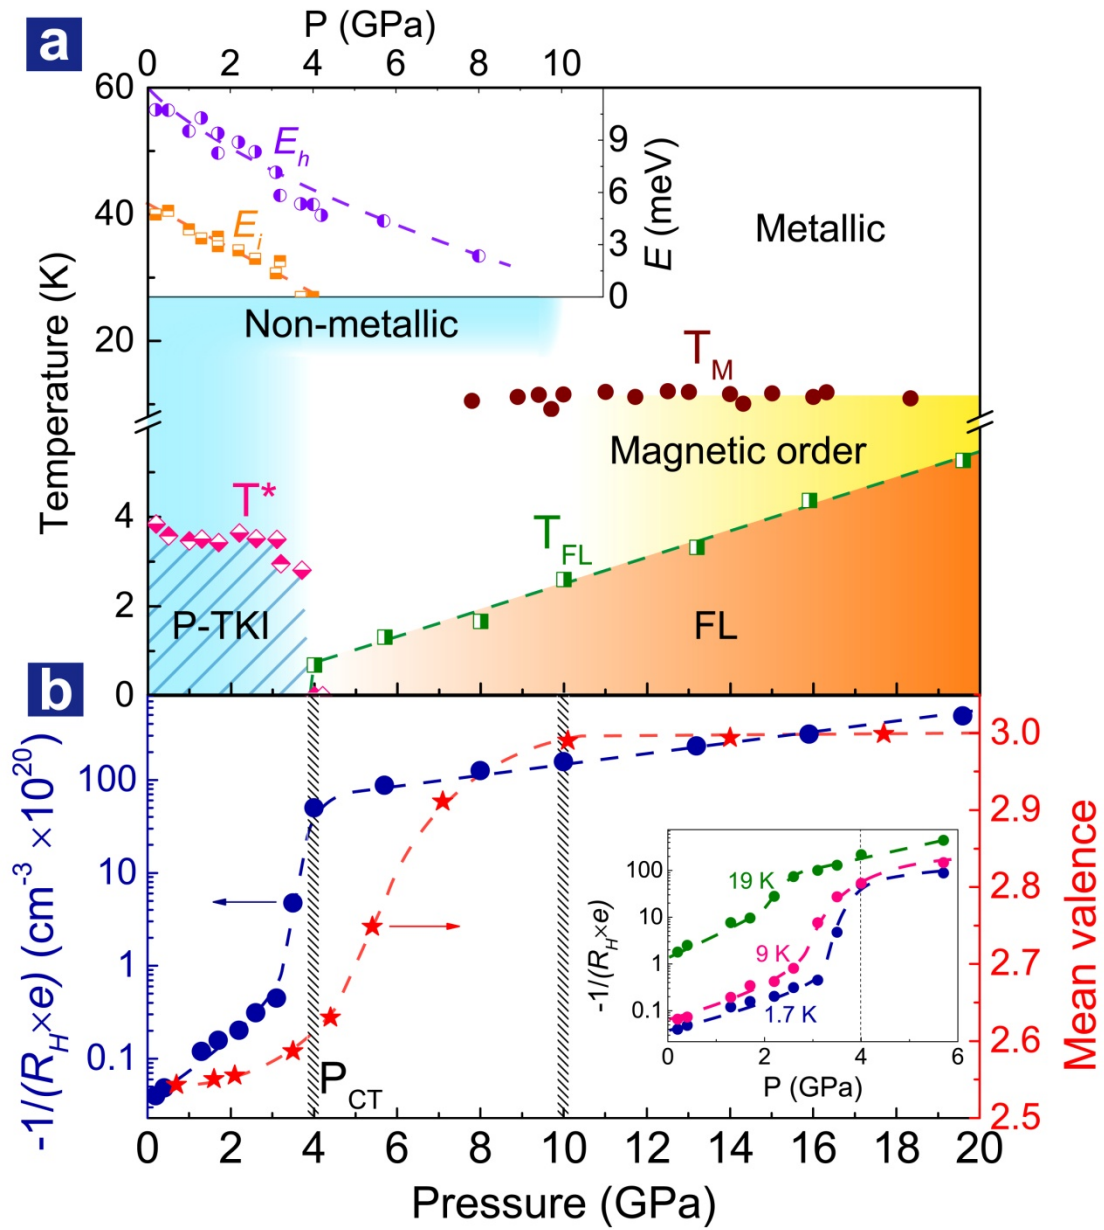 a
P (GPa)
0 2 4 6 8 10
60
40
20
4
2
0
Temperature (K)
E_h
E_i
9
6
3
0
E (meV)
Metallic
Non-metallic
T_M
Magnetic order
T*
T_FL
P-TKI
FL
b
100
10
1
0.1
-1/(R_H×e) (cm^-3 ×10^20)
3.0
2.9
2.8
2.7
2.6
2.5
Mean valence
P_CT
100
10
1
0.1
-1/(R_H×e)
19 K
9 K
1.7 K
0 2 4 6
P (GPa)
0 2 4 6 8 10 12 14 16 18 20
Pressure (GPa)